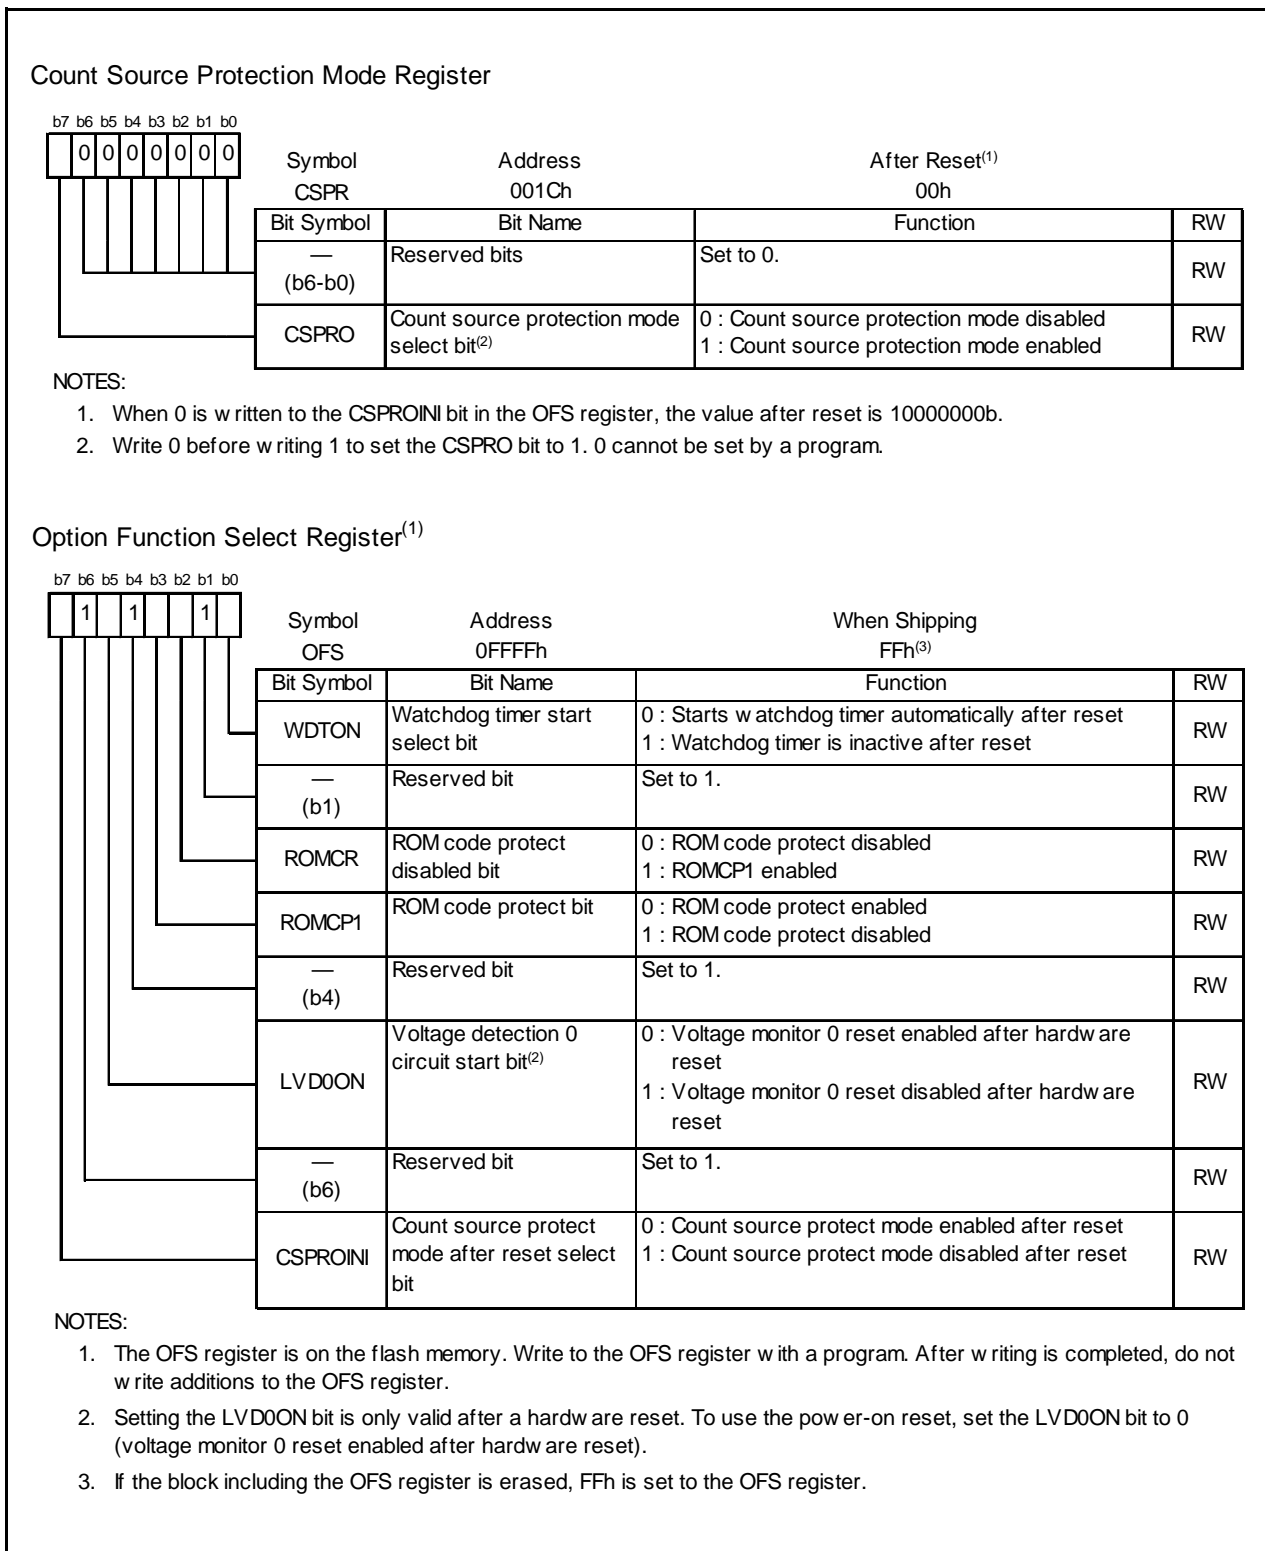 Count Source Protection Mode Register
b7 b6 b5 b4 b3 b2 b1 b0
0 0 0 0 0 0 0
Symbol Address After Reset(1)
CSPR 001Ch 00h
Bit Symbol Bit Name Function RW
— Reserved bits Set to 0. RW
(b6-b0)
CSPRO Count source protection mode 0 : Count source protection mode disabled RW
select bit(2) 1 : Count source protection mode enabled
NOTES:
1. When 0 is written to the CSPROINI bit in the OFS register, the value after reset is 10000000b.
2. Write 0 before writing 1 to set the CSPRO bit to 1. 0 cannot be set by a program.
Option Function Select Register(1)
b7 b6 b5 b4 b3 b2 b1 b0
1 1 1
Symbol Address When Shipping
OFS 0FFFFh FFh(3)
Bit Symbol Bit Name Function RW
WDTON Watchdog timer start 0 : Starts watchdog timer automatically after reset RW
select bit 1 : Watchdog timer is inactive after reset
— Reserved bit Set to 1. RW
(b1)
ROMCR ROM code protect 0 : ROM code protect disabled RW
disabled bit 1 : ROMCP1 enabled
ROMCP1 ROM code protect bit 0 : ROM code protect enabled RW
1 : ROM code protect disabled
— Reserved bit Set to 1. RW
(b4)
LVD0ON Voltage detection 0 0 : Voltage monitor 0 reset enabled after hardware RW
circuit start bit(2) reset
1 : Voltage monitor 0 reset disabled after hardware
reset
— Reserved bit Set to 1. RW
(b6)
CSPROINI Count source protect 0 : Count source protect mode enabled after reset RW
mode after reset select 1 : Count source protect mode disabled after reset
bit
NOTES:
1. The OFS register is on the flash memory. Write to the OFS register with a program. After writing is completed, do not
write additions to the OFS register.
2. Setting the LVD0ON bit is only valid after a hardware reset. To use the power-on reset, set the LVD0ON bit to 0
(voltage monitor 0 reset enabled after hardware reset).
3. If the block including the OFS register is erased, FFh is set to the OFS register.